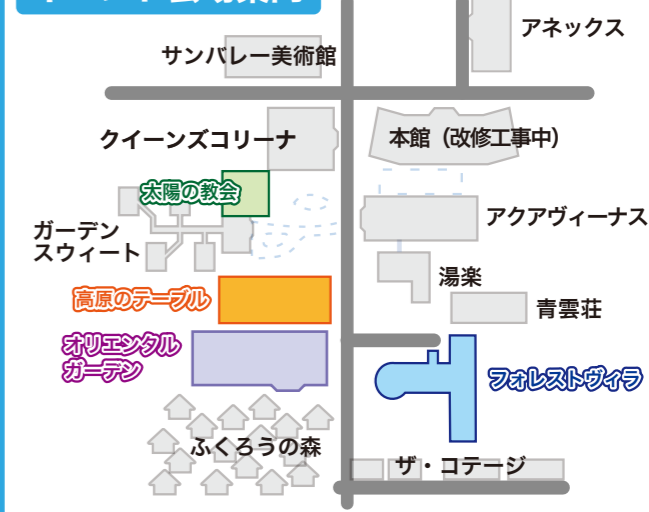 アネックス
サンバレー美術館
クイーンズコリーナ
本館（改修工事中）
太陽の教会
ガーデン
スウィート
アクアヴィーナス
湯楽
高原のテーブル
青雲荘
オリエンタル
ガーデン
フォレストヴィラ
ふくろうの森
ザ・コテージ